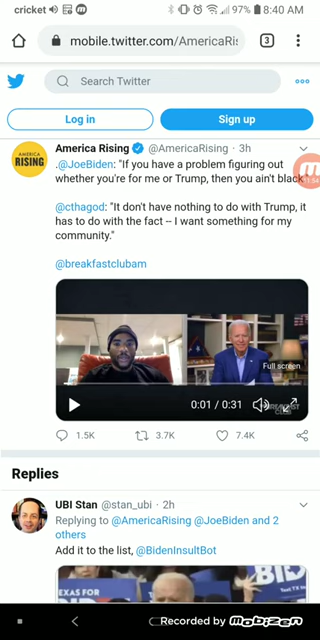 cricket 97% 8:40 AM
mobile.twitter.com/AmericaRis 3
Search Twitter
Log in Sign up
America Rising @AmericaRising · 3h
AMERICA
RISING
.@JoeBiden: "If you have a problem figuring out
whether you're for me or Trump, then you ain't black
@cthagod: "It don't have nothing to do with Trump, it
has to do with the fact -- I want something for my
community."
@breakfastclubam
Full screen
0:01 / 0:31
1.5K 3.7K 7.4K
Replies
UBI Stan @stan_ubi · 2h
Replying to @AmericaRising @JoeBiden and 2
others
Add it to the list, @BidenInsultBot
EXAS FOR
Recorded by MOBIZEN